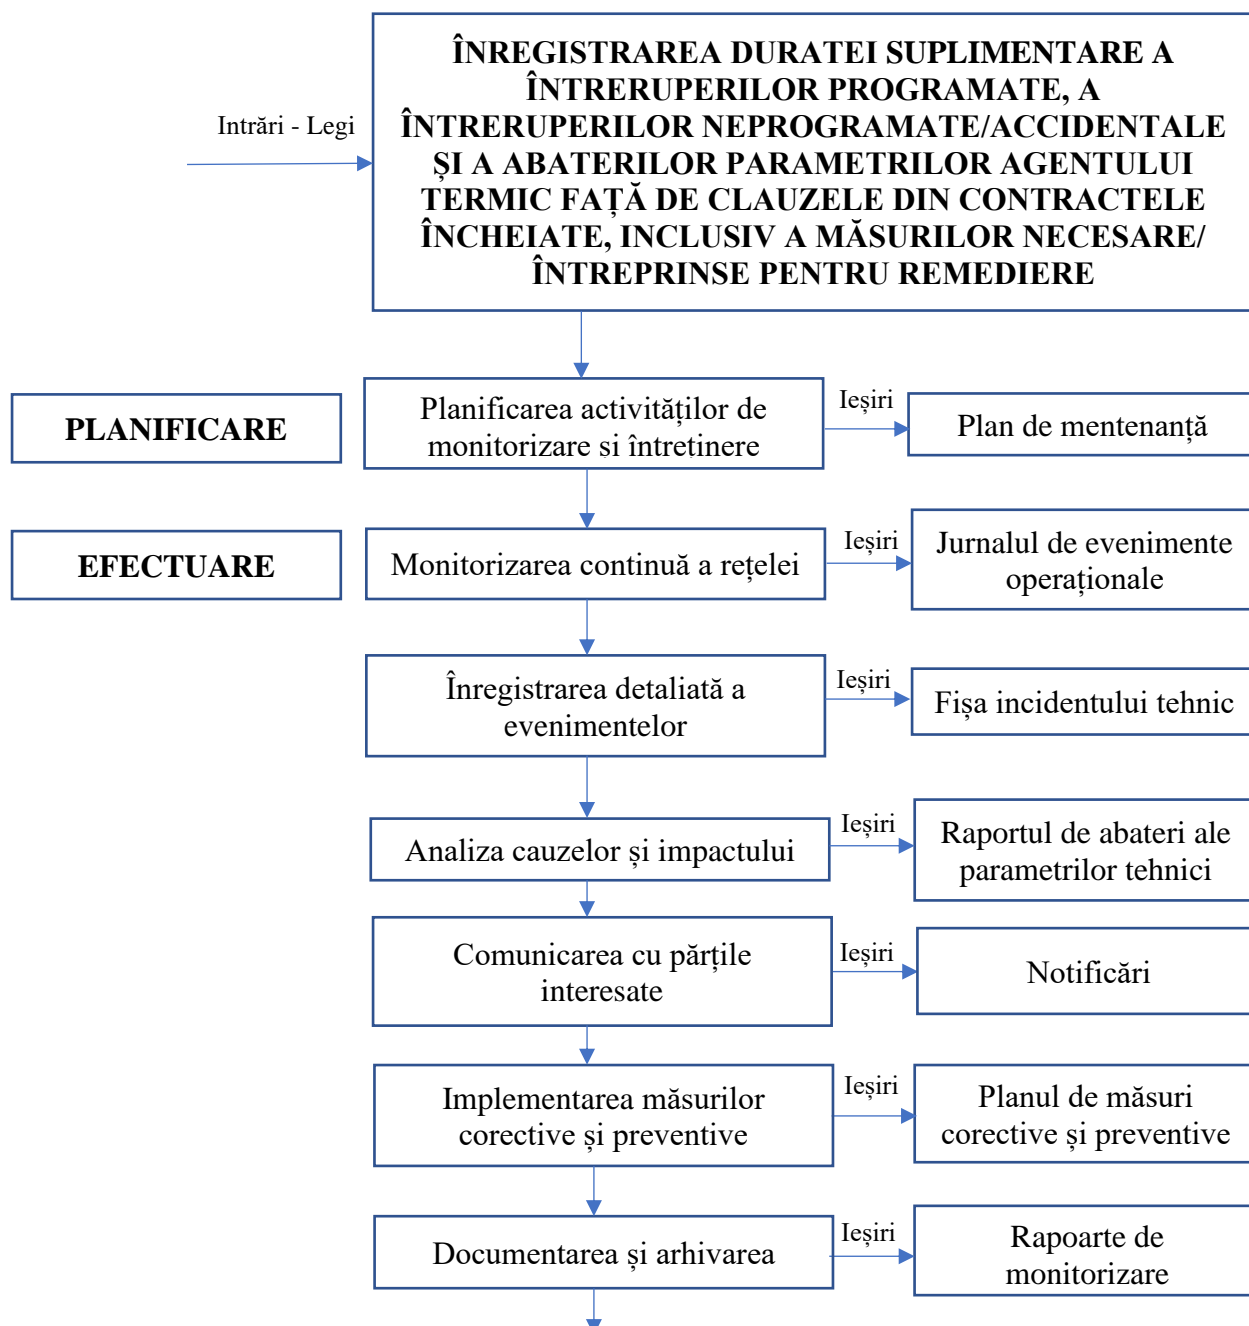 ÎNREGISTRAREA DURATEI SUPLIMENTARE A
ÎNTRERUPERILOR PROGRAMATE, A
Intrări - Legi
ÎNTRERUPERILOR NEPROGRAMATE/ACCIDENTALE
ȘI A ABATERILOR PARAMETRILOR AGENTULUI
TERMIC FAȚĂ DE CLAUZELE DIN CONTRACTELE
ÎNCHEIATE, INCLUSIV A MĂSURILOR NECESARE/
ÎNTREPRINSE PENTRU REMEDIERE
PLANIFICARE
Planificarea activităților de
monitorizare și întreținere
Ieșiri
Plan de mentenanță
EFECTUARE
Monitorizarea continuă a rețelei
Ieșiri
Jurnalul de evenimente
operaționale
Înregistrarea detaliată a
evenimentelor
Ieșiri
Fișa incidentului tehnic
Analiza cauzelor și impactului
Ieșiri
Raportul de abateri ale
parametrilor tehnici
Comunicarea cu părțile
interesate
Ieșiri
Notificări
Implementarea măsurilor
corective și preventive
Ieșiri
Planul de măsuri
corective și preventive
Documentarea și arhivarea
Ieșiri
Rapoarte de
monitorizare